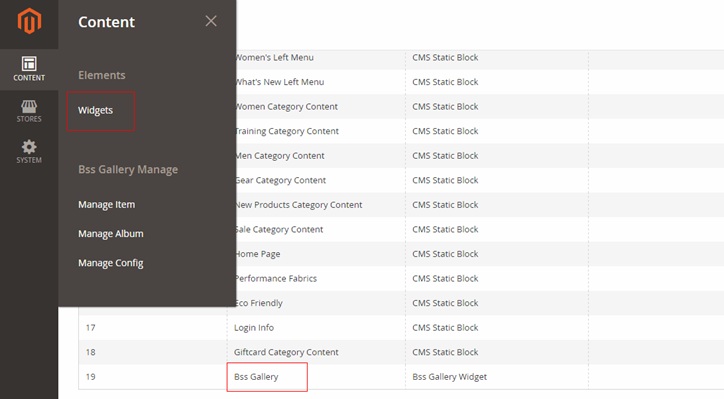 CONTENT
STORES
SYSTEM
Content
Elements
Widgets
Bss Gallery Manage
Manage Item
Manage Album
Manage Config
Women's Left Menu CMS Static Block
What's New Left Menu CMS Static Block
Women Category Content CMS Static Block
Training Category Content CMS Static Block
Men Category Content CMS Static Block
Gear Category Content CMS Static Block
New Products Category Content CMS Static Block
Sale Category Content CMS Static Block
Home Page CMS Static Block
Performance Fabrics CMS Static Block
Eco Friendly CMS Static Block
17 Login Info CMS Static Block
18 Giftcard Category Content CMS Static Block
19 Bss Gallery Bss Gallery Widget